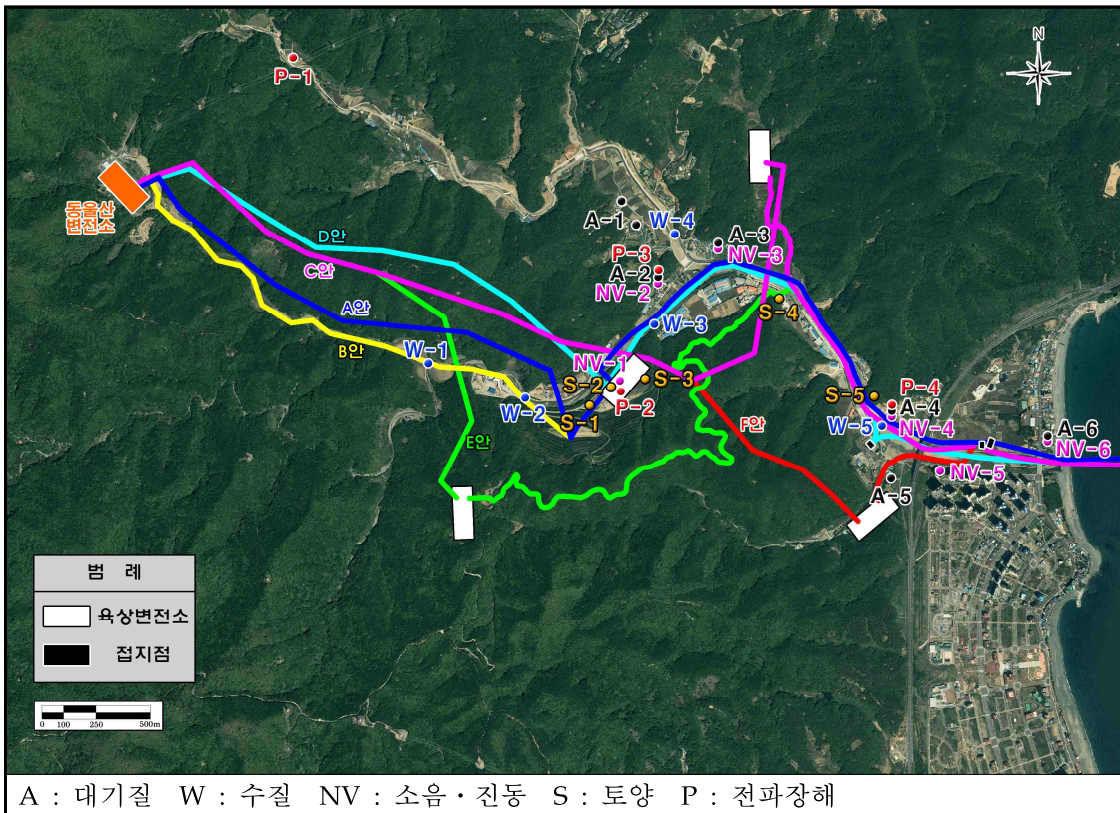 N
P-1
동울산
변전소
D안
C안
A안
B안
E안
F안
A-1
W-4
A-3
NV-3
P-3
A-2
NV-2
S-4
W-3
W-1
NV-1
S-2
S-3
P-2
W-2
S-1
S-5
P-4
A-4
NV-4
W-5
A-6
NV-6
NV-5
A-5
범 례
육상변전소
접지점
0 100 250 500m
A : 대기질 W : 수질 NV : 소음·진동 S : 토양 P : 전파장해